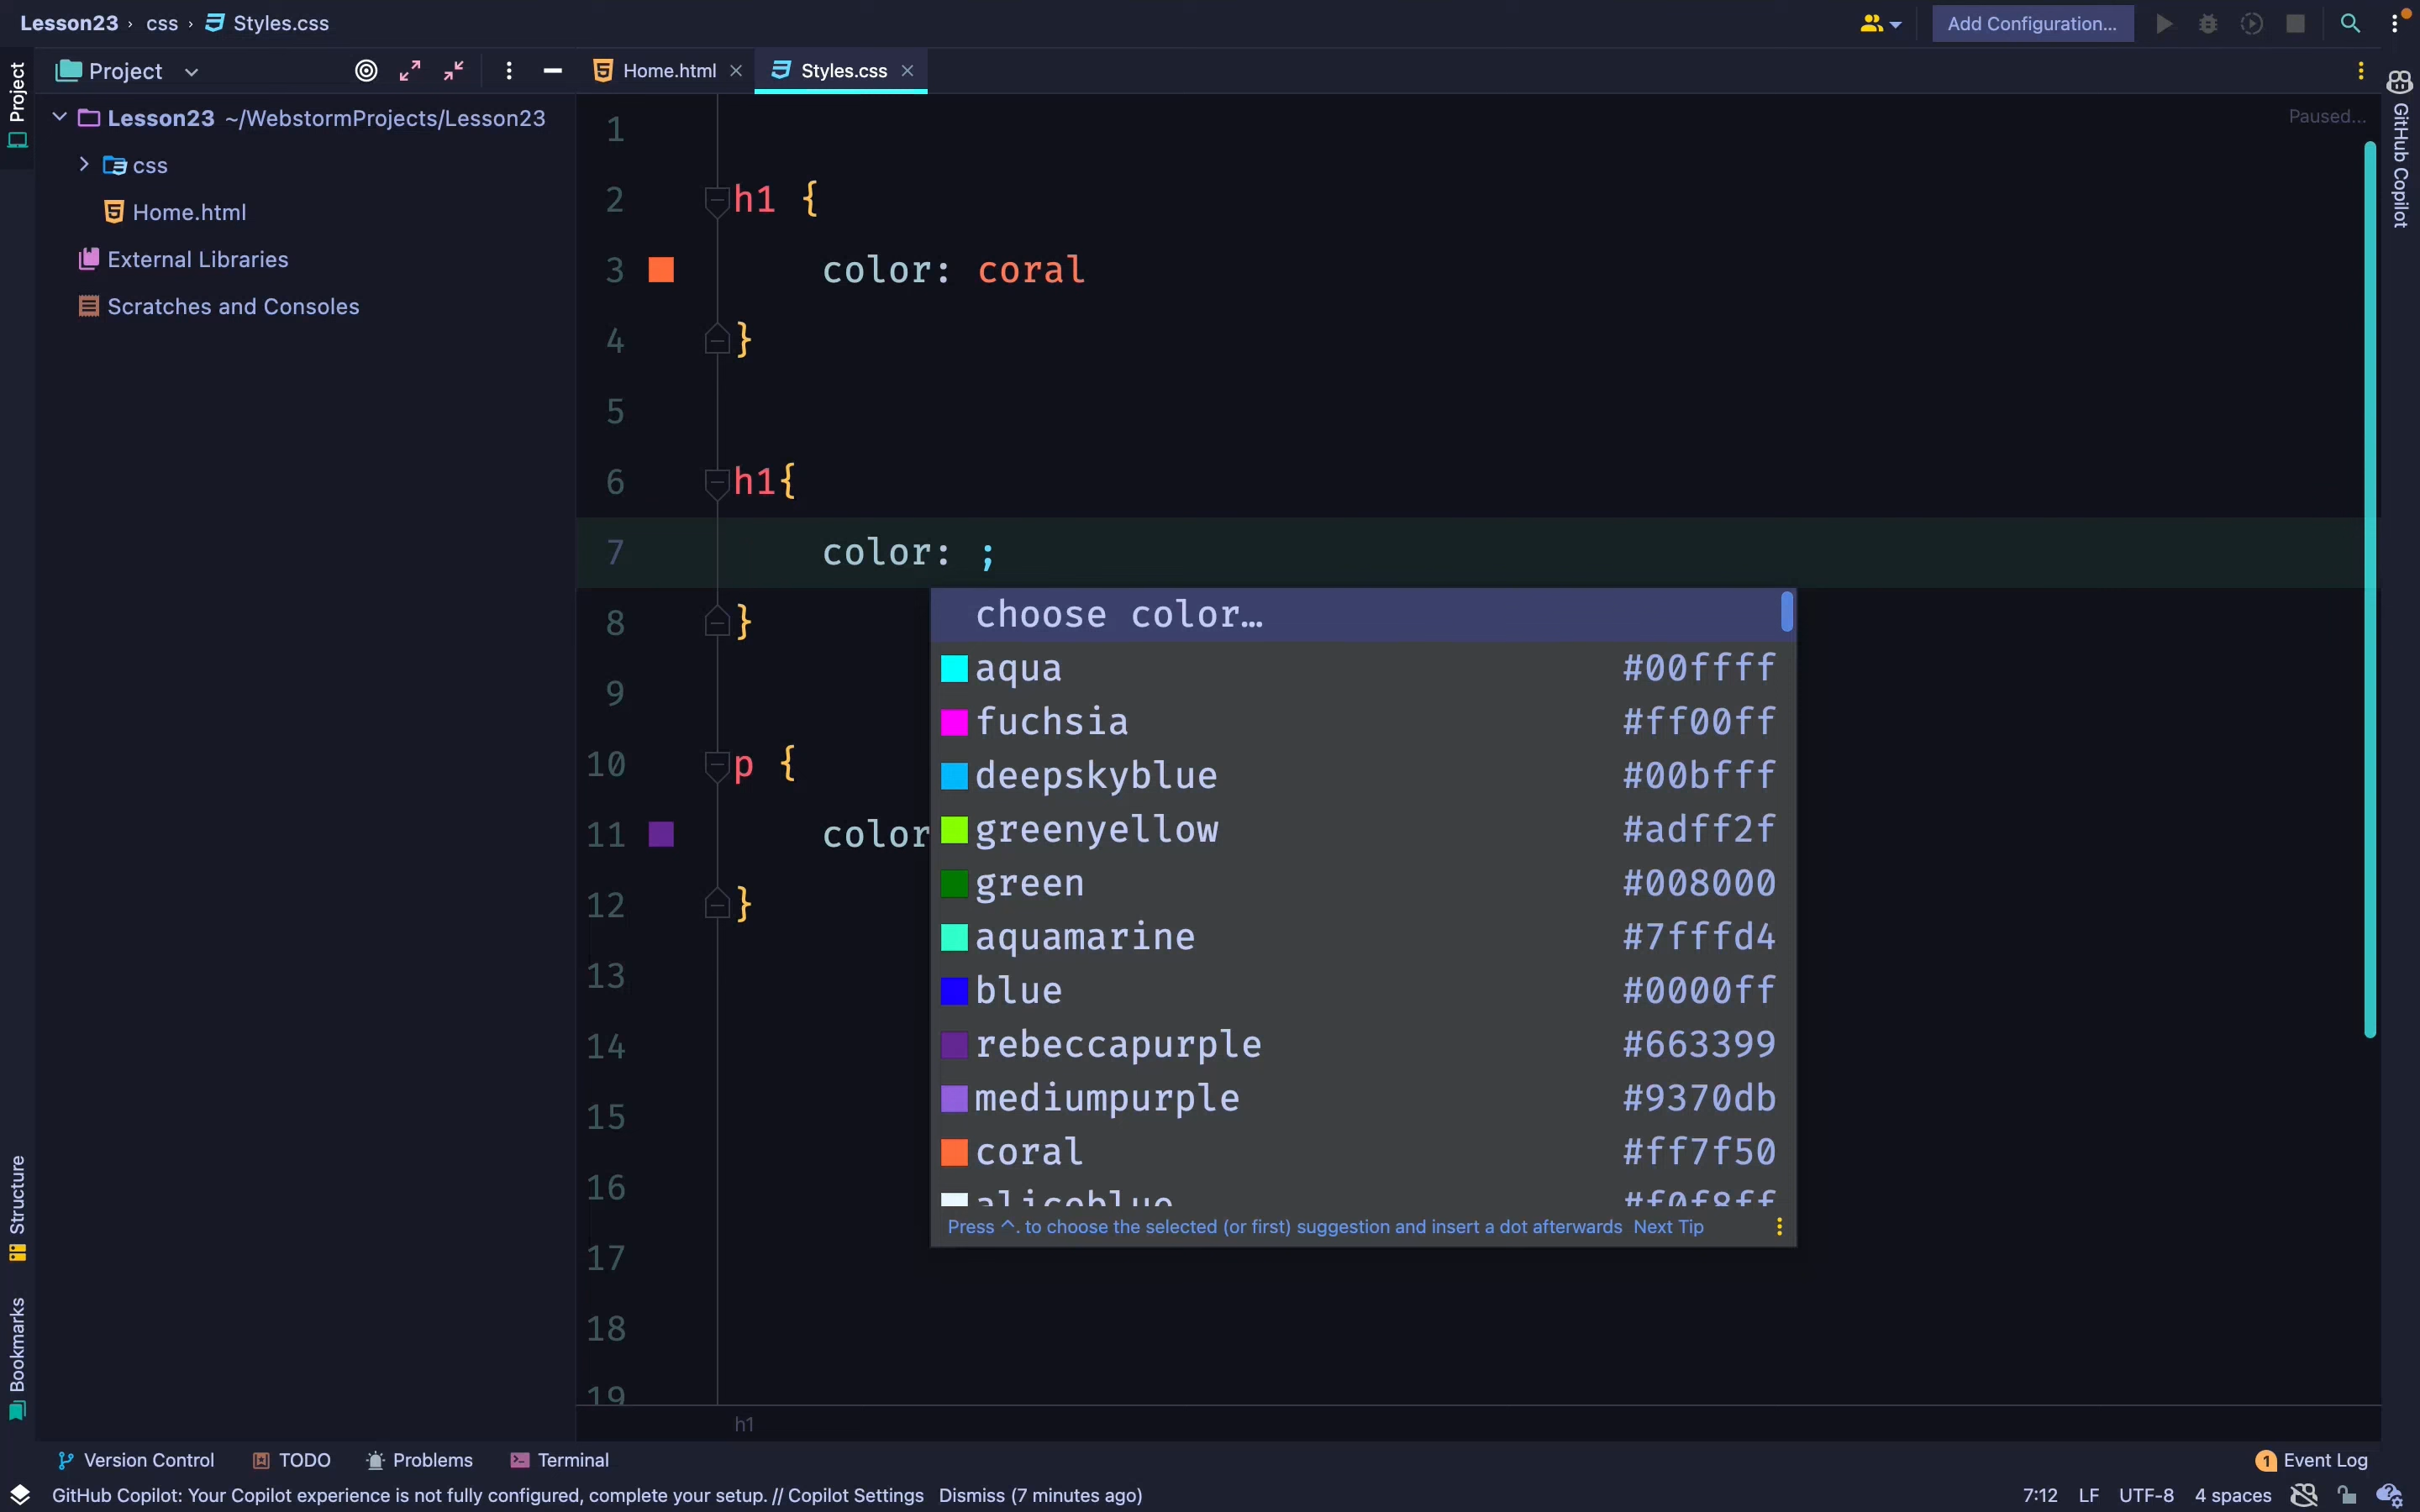 Lesson23 › css › Styles.css
Add Configuration...
Project
Home.html
Styles.css
Project
Lesson23 ~/WebstormProjects/Lesson23
css
Home.html
External Libraries
Scratches and Consoles
Structure
Bookmarks
1
2 h1 {
3 color: coral
4 }
5
6 h1{
7 color: ;
8 }
9
10 p {
11 color
12 }
13
14
15
16
17
18
19
choose color…
aqua #00ffff
fuchsia #ff00ff
deepskyblue #00bfff
greenyellow #adff2f
green #008000
aquamarine #7fffd4
blue #0000ff
rebeccapurple #663399
mediumpurple #9370db
coral #ff7f50
aliceblue #f0f8ff
Press ^. to choose the selected (or first) suggestion and insert a dot afterwards Next Tip
Paused...
GitHub Copilot
h1
Version Control
TODO
Problems
Terminal
1 Event Log
GitHub Copilot: Your Copilot experience is not fully configured, complete your setup. // Copilot Settings Dismiss (7 minutes ago)
7:12 LF UTF-8 4 spaces